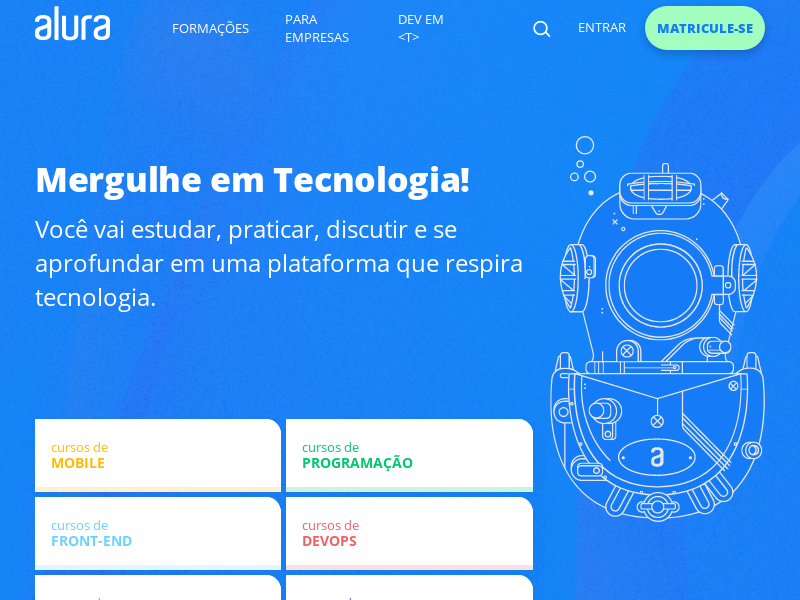 alura
FORMAÇÕES
PARA
EMPRESAS
DEV EM
<T>
ENTRAR
MATRICULE-SE
Mergulhe em Tecnologia!
Você vai estudar, praticar, discutir e se
aprofundar em uma plataforma que respira
tecnologia.
a
cursos de
MOBILE
cursos de
PROGRAMAÇÃO
cursos de
FRONT-END
cursos de
DEVOPS